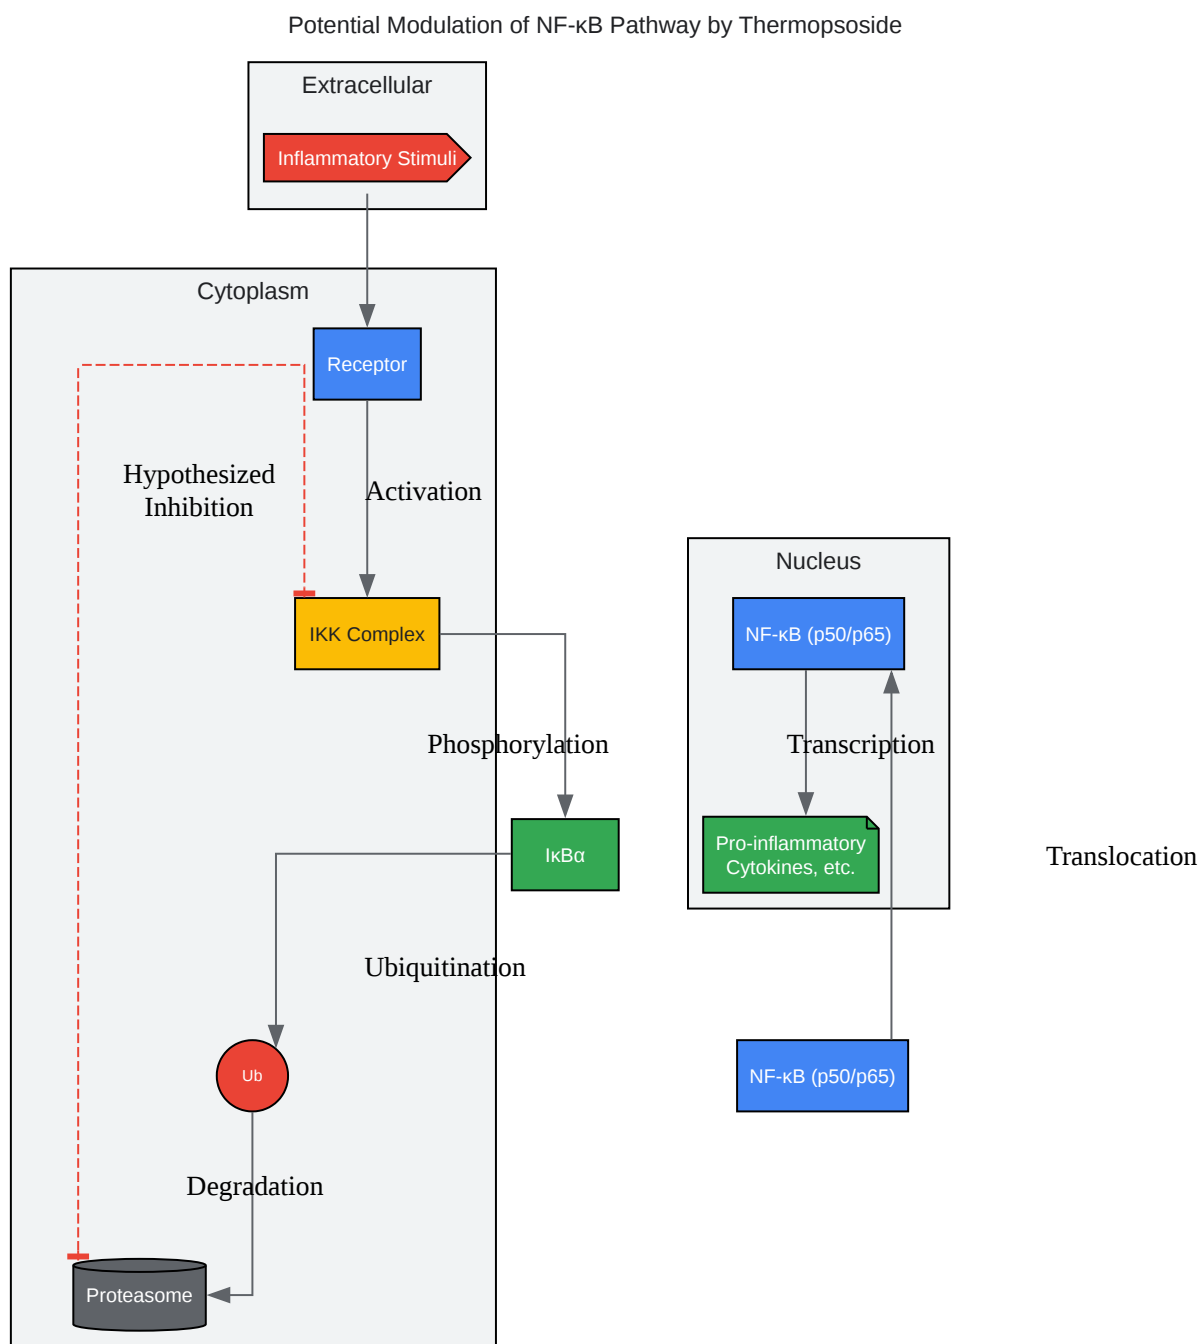 Potential Modulation of NF-κB Pathway by Thermopsoside
Extracellular
Inflammatory Stimuli
Cytoplasm
Receptor
Hypothesized
Inhibition
Activation
IKK Complex
Phosphorylation
IκBα
Ubiquitination
Ub
Degradation
Proteasome
Nucleus
NF-κB (p50/p65)
Transcription
Pro-inflammatory
Cytokines, etc.
Translocation
NF-κB (p50/p65)